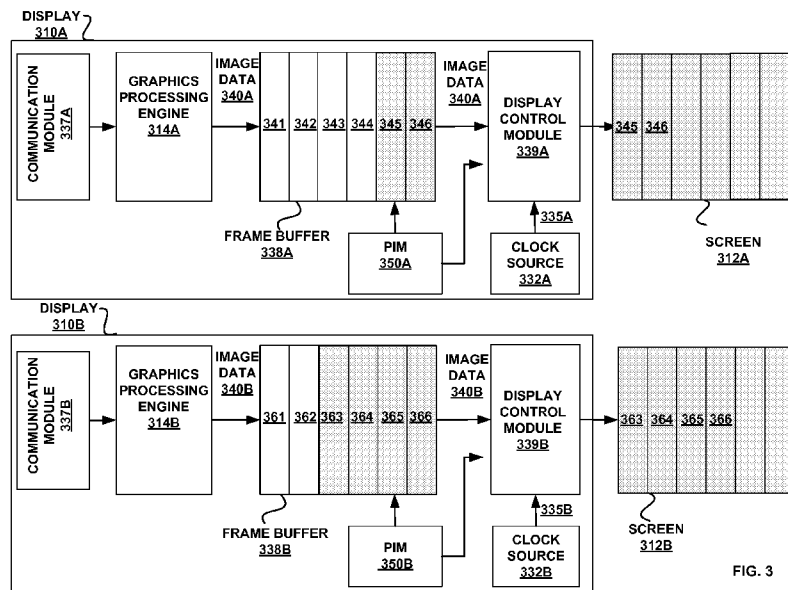 DISPLAY
310A
COMMUNICATION
MODULE
337A
GRAPHICS
PROCESSING
ENGINE
314A
IMAGE
DATA
340A
341 342 343 344 345 346
FRAME BUFFER
338A
IMAGE
DATA
340A
PIM
350A
DISPLAY
CONTROL
MODULE
339A
335A
CLOCK
SOURCE
332A
345 346
SCREEN
312A
DISPLAY
310B
COMMUNICATION
MODULE
337B
GRAPHICS
PROCESSING
ENGINE
314B
IMAGE
DATA
340B
361 362 363 364 365 366
FRAME BUFFER
338B
IMAGE
DATA
340B
PIM
350B
DISPLAY
CONTROL
MODULE
339B
335B
CLOCK
SOURCE
332B
363 364 365 366
SCREEN
312B
FIG. 3